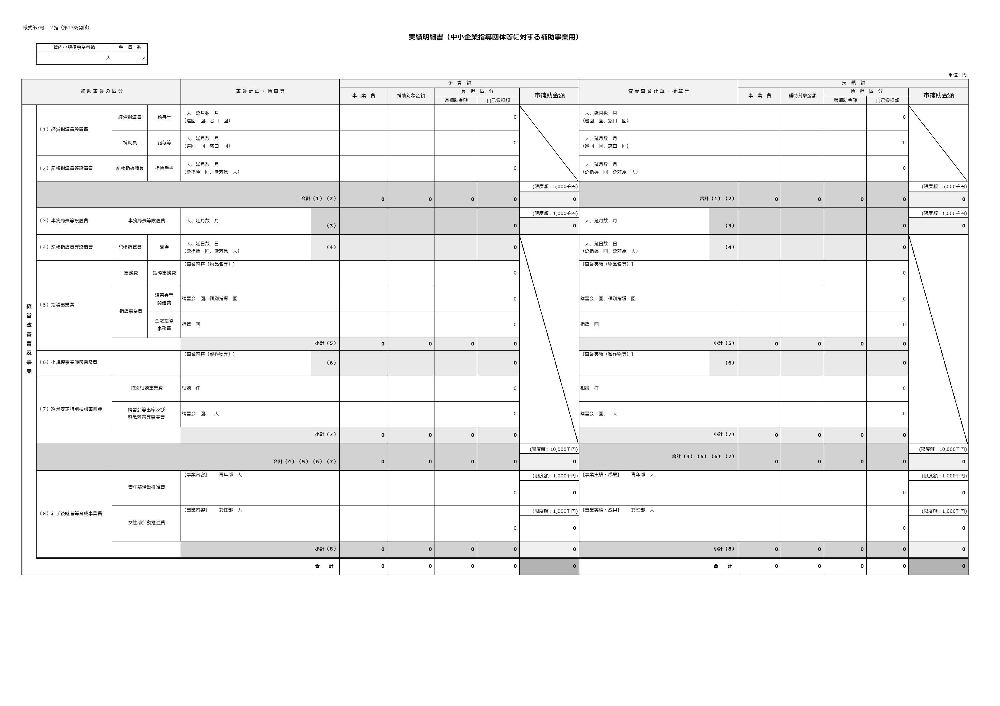 様式第7号－２指（第13条関係）
実績明細書（中小企業指導団体等に対する補助事業用）
管内小規模事業者数 会　員　数
人 人
単位：円
補 助 事 業 の 区 分 事 業 計 画 ・ 積 算 等 予　算　額 変 更 事 業 計 画 ・ 積 算 等 実　績　額
事　業　費 補助対象金額 負　担　区　分 市補助金額 事　業　費 補助対象金額 負　担　区　分 市補助金額
県補助金額 自己負担額 県補助金額 自己負担額
経営改善普及事業
（１）経営指導員設置費 経営指導員 給与等 人、延月数　月 0 人、延月数　月 0
（巡回　回、窓口　回） （巡回　回、窓口　回）
補助員 給与等 人、延月数　月 0 人、延月数　月 0
（巡回　回、窓口　回） （巡回　回、窓口　回）
（２）記帳指導員等設置費 記帳指導職員 指導手当 人、延月数　月 0 人、延月数　月 0
（延指導　回、延対象　人） （延指導　回、延対象　人）
(限度額：5,000千円) (限度額：5,000千円)
合計（１）（２） 0 0 0 0 0 合計（１）（２） 0 0 0 0 0
(限度額：1,000千円) (限度額：1,000千円)
（３）事務局長等設置費 事務局長等設置費 人、延月数　月 （３） 0 0 人、延月数　月 （３） 0 0
（４）記帳指導員等設置費 記帳指導員 謝金 人、延日数　日 （４） 0 人、延日数　日 （４） 0
（延指導　回、延対象　人） （延指導　回、延対象　人）
（５）指導事業費 事務費 指導事務費 【事業内容（物品名等）】 0 【事業実績（物品名等）】 0
指導事業費 講習会等 開催費 講習会　回、個別指導　回 0 講習会　回、個別指導　回 0
金融指導 事務費 指導　回 0 指導　回 0
小計（５） 0 0 0 0 小計（５） 0 0 0 0
（６）小規模事業施策普及費 【事業内容（製作物等）】 （６） 0 【事業実績（製作物等）】 （６） 0
（７）経営安定特別相談事業費 特別相談事業費 相談　件 0 相談　件 0
講習会等出席及び 緊急対策等事業費 講習会　回、　人 0 講習会　回、　人 0
小計（７） 0 0 0 0 小計（７） 0 0 0 0
(限度額：10,000千円) (限度額：10,000千円)
合計（４）（５）（６）（７） 0 0 0 0 0 合計（４）（５）（６）（７） 0 0 0 0 0
（８）若手後継者等育成事業費 青年部活動推進費 【事業内容】　　青年部　人 (限度額：1,000千円) 【事業実績・成果】　　青年部　人 (限度額：1,000千円)
0 0 0 0
女性部活動推進費 【事業内容】　　女性部　人 (限度額：1,000千円) 【事業実績・成果】　　女性部　人 (限度額：1,000千円)
0 0 0 0
小計（８） 0 0 0 0 0 小計（８） 0 0 0 0 0
合　　計 0 0 0 0 0 合　　計 0 0 0 0 0